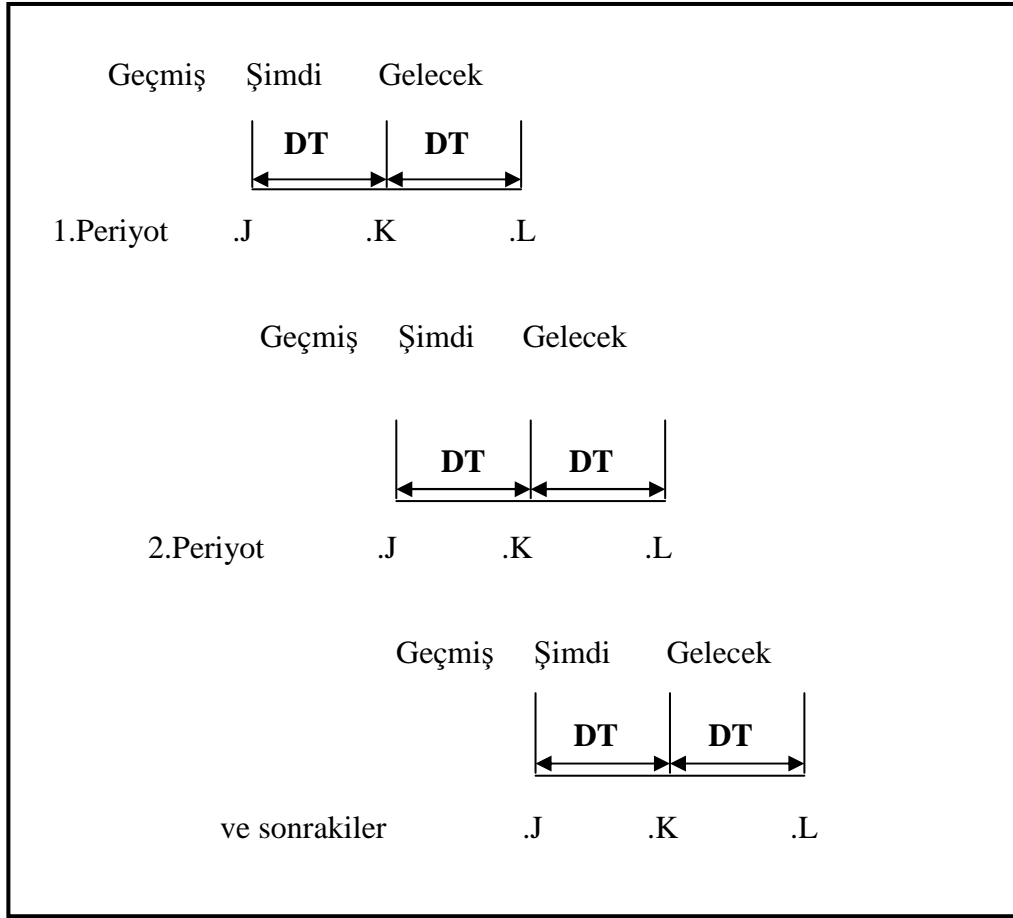 Geçmiş Şimdi Gelecek
DT DT
1.Periyot .J .K .L
Geçmiş Şimdi Gelecek
DT DT
2.Periyot .J .K .L
Geçmiş Şimdi Gelecek
DT DT
ve sonrakiler .J .K .L